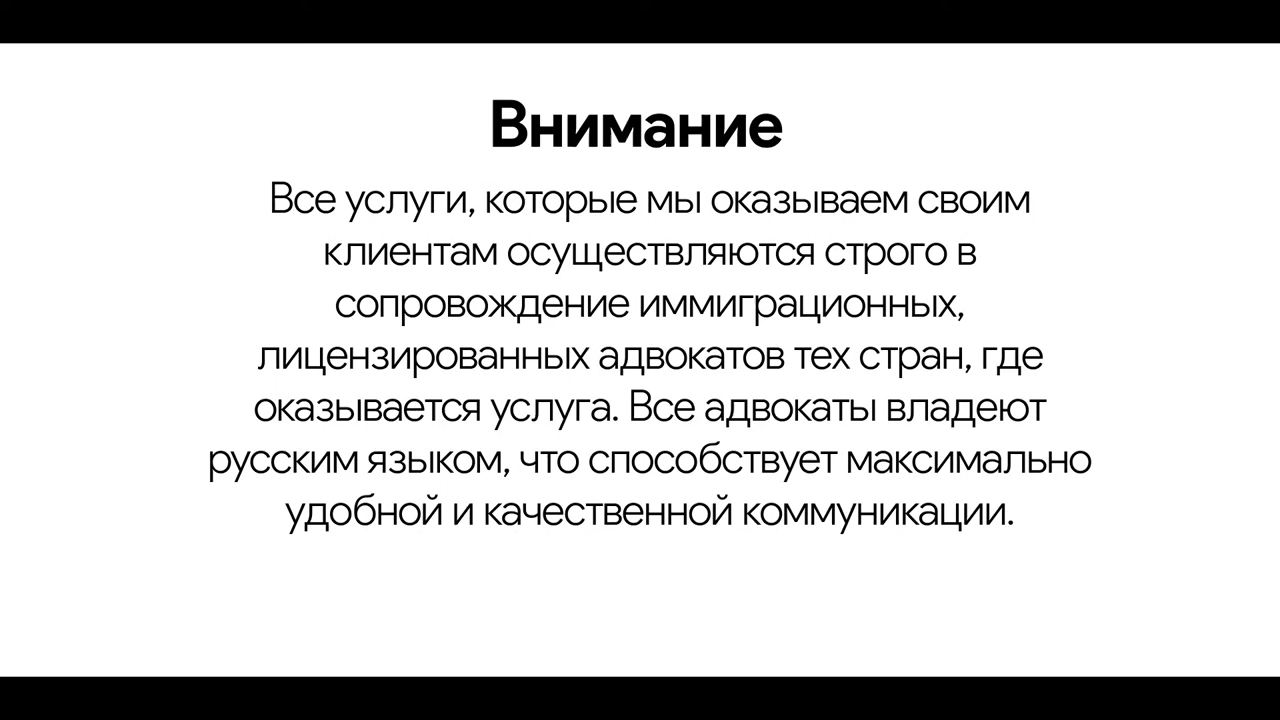 Внимание
Все услуги, которые мы оказываем своим
клиентам осуществляются строго в
сопровождение иммиграционных,
лицензированных адвокатов тех стран, где
оказывается услуга. Все адвокаты владеют
русским языком, что способствует максимально
удобной и качественной коммуникации.